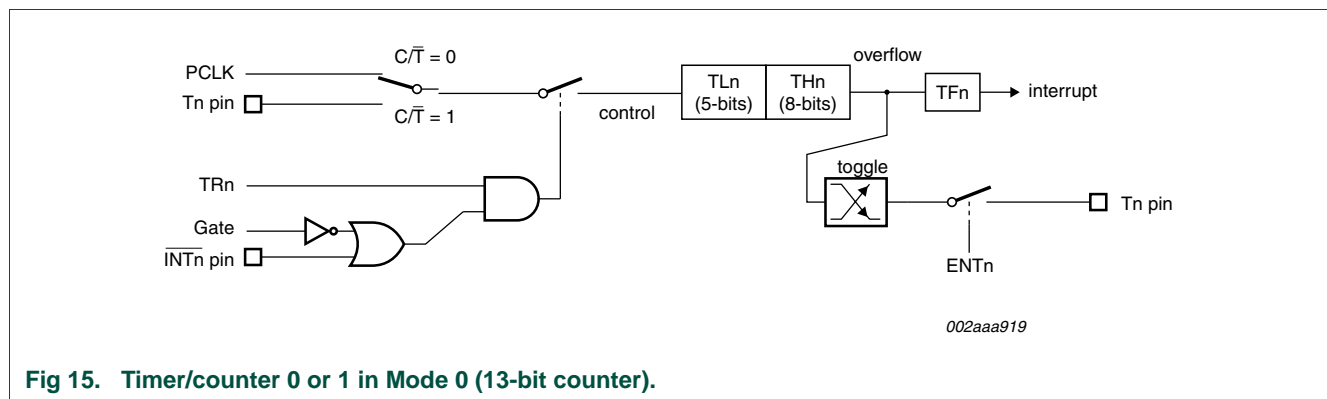 C/T̅ = 0
PCLK
Tn pin
C/T̅ = 1
control
TLn
(5-bits)
THn
(8-bits)
overflow
TFn
interrupt
toggle
TRn
Gate
I̅N̅T̅n̅ pin
Tn pin
ENTn
002aaa919
Fig 15. Timer/counter 0 or 1 in Mode 0 (13-bit counter).